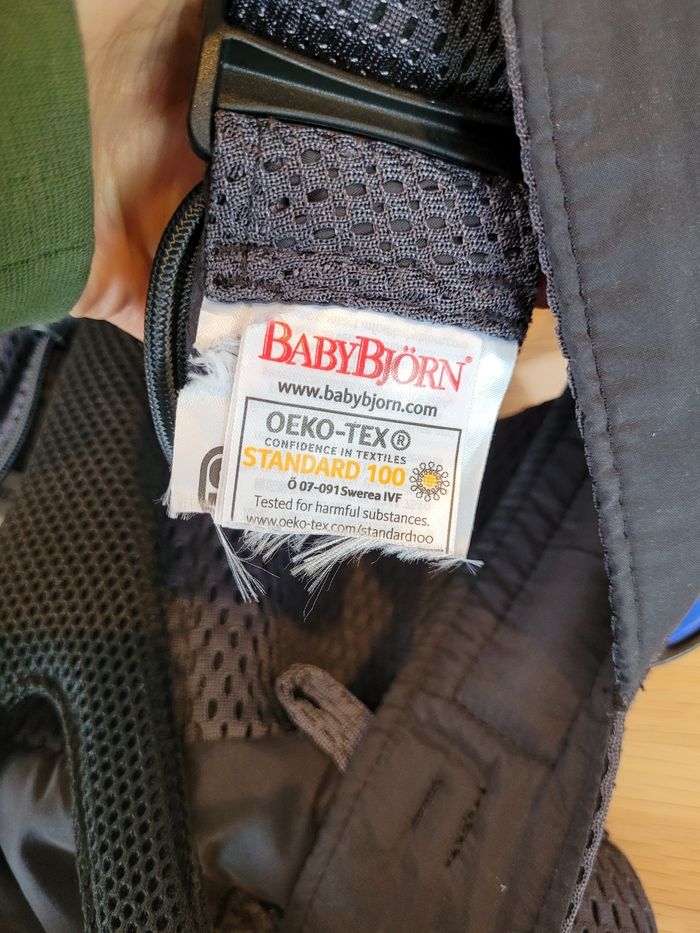 BABYBJÖRN®
www.babybjorn.com
OEKO-TEX®
CONFIDENCE IN TEXTILES
STANDARD 100
Ö 07-091 Swerea IVF
Tested for harmful substances.
www.oeko-tex.com/standard100